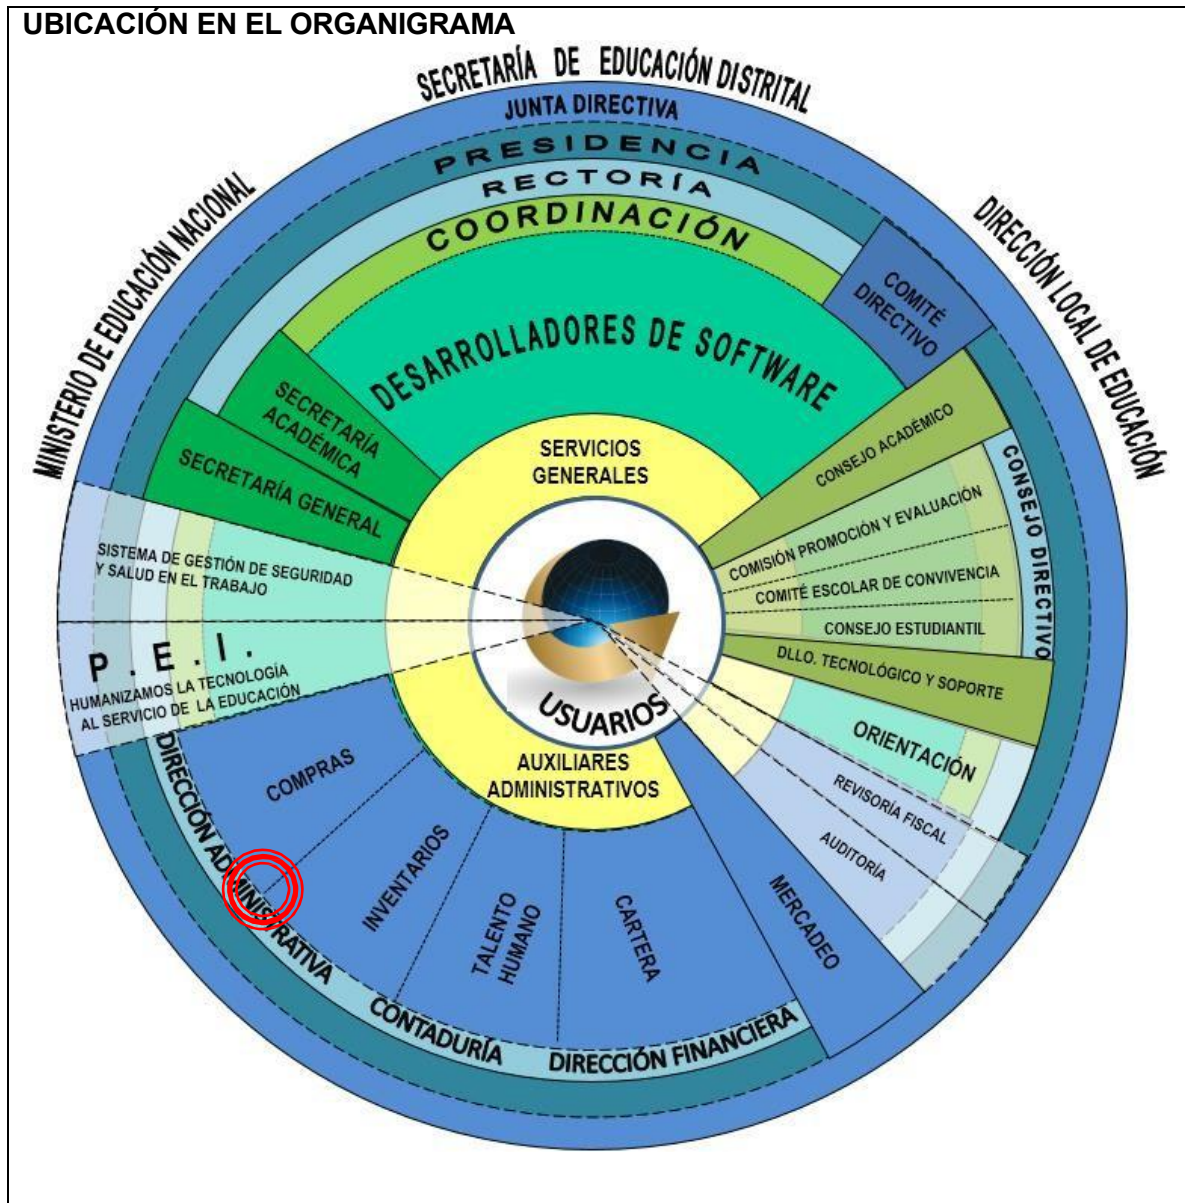 UBICACIÓN EN EL ORGANIGRAMA
SECRETARÍA DE EDUCACIÓN DISTRITAL
MINISTERIO DE EDUCACIÓN NACIONAL
DIRECCIÓN LOCAL DE EDUCACIÓN
JUNTA DIRECTIVA
PRESIDENCIA
RECTORÍA
COORDINACIÓN
COMITÉ
DIRECTIVO
DESARROLLADORES DE SOFTWARE
SECRETARÍA
ACADÉMICA
SECRETARÍA GENERAL
SERVICIOS
GENERALES
CONSEJO ACADÉMICO
CONSEJO DIRECTIVO
COMISIÓN PROMOCIÓN Y EVALUACIÓN
COMITÉ ESCOLAR DE CONVIVENCIA
CONSEJO ESTUDIANTIL
DLLO. TECNOLÓGICO Y SOPORTE
SISTEMA DE GESTIÓN DE SEGURIDAD
Y SALUD EN EL TRABAJO
P.E.I.
HUMANIZAMOS LA TECNOLOGÍA
AL SERVICIO DE LA EDUCACIÓN
USUARIOS
ORIENTACIÓN
REVISORÍA FISCAL
AUDITORÍA
AUXILIARES
ADMINISTRATIVOS
COMPRAS
INVENTARIOS
TALENTO
HUMANO
CARTERA
MERCADEO
DIRECCIÓN ADMINISTRATIVA
CONTADURÍA
DIRECCIÓN FINANCIERA